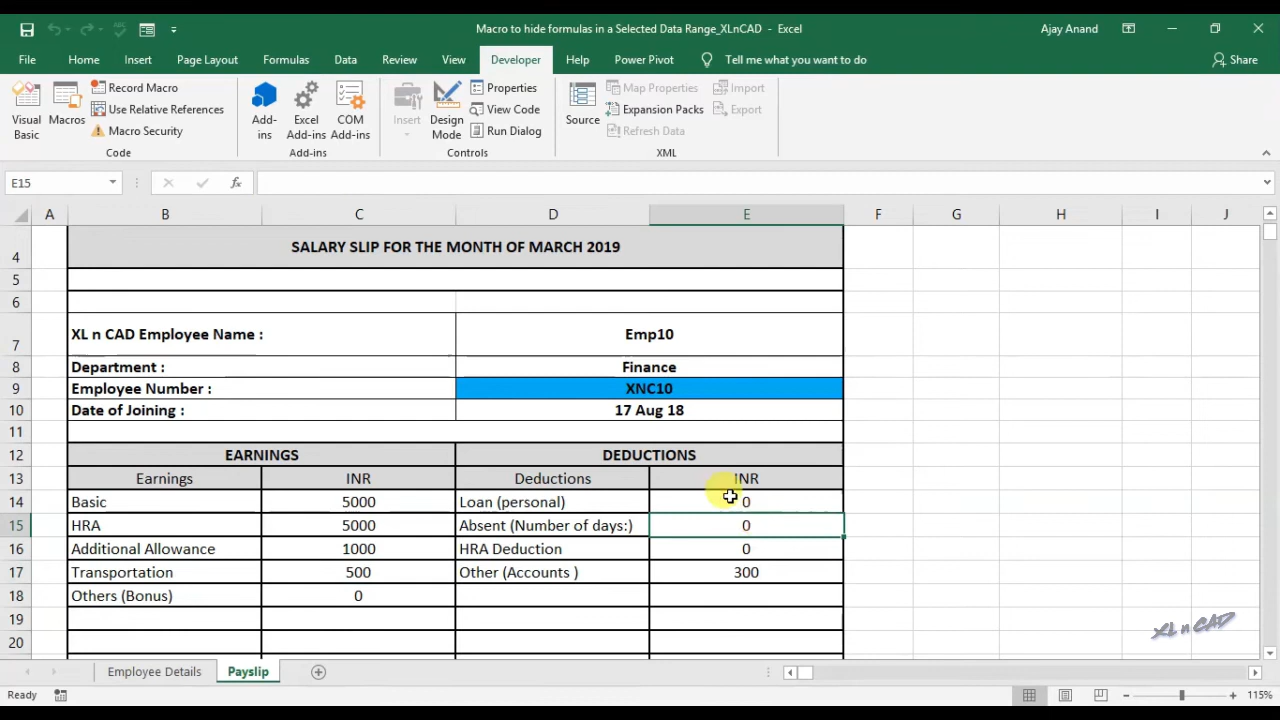 Macro to hide formulas in a Selected Data Range_XLnCAD - Excel
Ajay Anand
File Home Insert Page Layout Formulas Data Review View Developer Help Power Pivot Tell me what you want to do Share
Visual Basic
Macros
Record Macro
Use Relative References
Macro Security
Code
Add-ins
Excel Add-ins
COM Add-ins
Add-ins
Insert
Design Mode
Properties
View Code
Run Dialog
Controls
Source
Map Properties
Expansion Packs
Refresh Data
Import
Export
XML
E15 fx
A B C D E F G H I J
4 SALARY SLIP FOR THE MONTH OF MARCH 2019
5
6
7 XL n CAD Employee Name : Emp10
8 Department : Finance
9 Employee Number : XNC10
10 Date of Joining : 17 Aug 18
11
12 EARNINGS DEDUCTIONS
13 Earnings INR Deductions INR
14 Basic 5000 Loan (personal) 0
15 HRA 5000 Absent (Number of days:) 0
16 Additional Allowance 1000 HRA Deduction 0
17 Transportation 500 Other (Accounts ) 300
18 Others (Bonus) 0
19
20
XL n CAD
Employee Details Payslip
Ready 115%